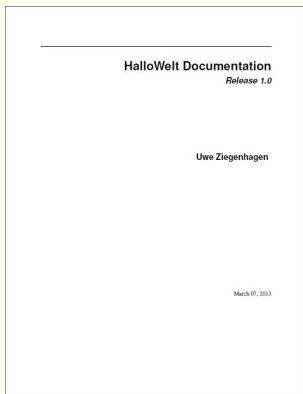 HalloWelt Documentation
Release 1.0
Uwe Ziegenhagen
March 07, 2013